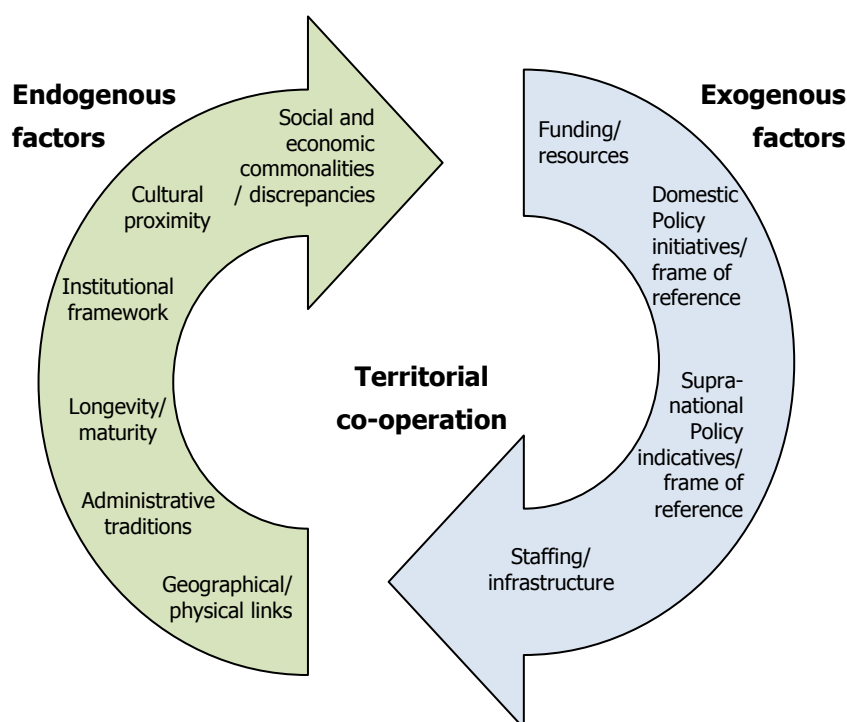 Endogenous
factors
Social and
economic
commonalities
/ discrepancies
Cultural
proximity
Institutional
framework
Longevity/
maturity
Administrative
traditions
Geographical/
physical links
Territorial
co-operation
Exogenous
factors
Funding/
resources
Domestic
Policy
initiatives/
frame of
reference
Supra-
national
Policy
indicatives/
frame of
reference
Staffing/
infrastructure